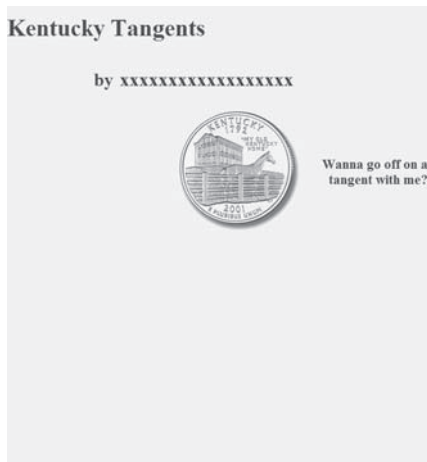 Kentucky Tangents
by xxxxxxxxxxxxxxxxxx
KENTUCKY
1792
"MY OLD
KENTUCKY
HOME"
Wanna go off on a
tangent with me?
2001
E PLURIBUS UNUM